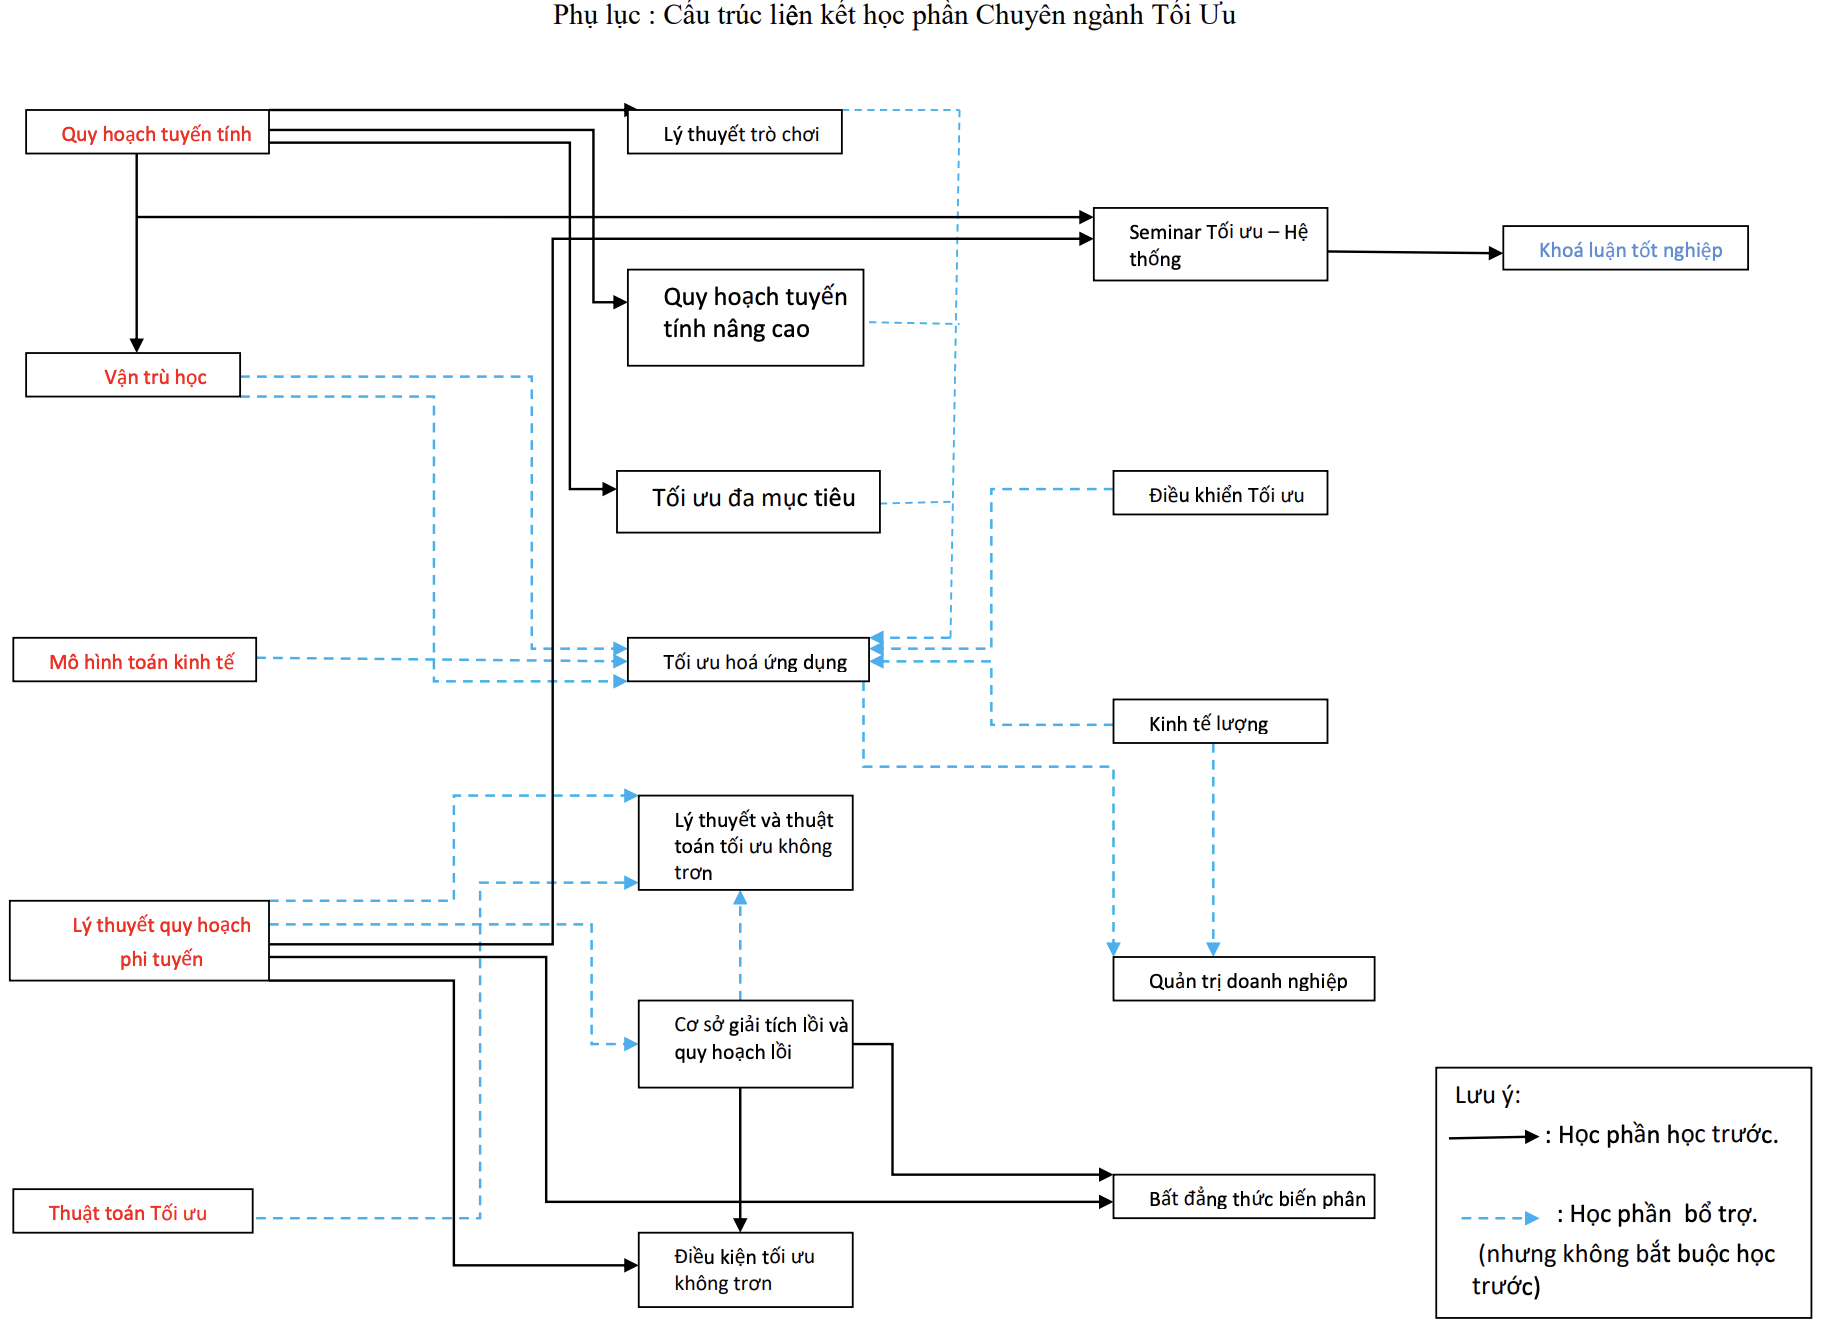 Phụ lục : Cấu trúc liên kết học phần Chuyên ngành Tối Ưu
Quy hoạch tuyến tính
Lý thuyết trò chơi
Seminar Tối ưu – Hệ
thống
Khoá luận tốt nghiệp
Quy hoạch tuyến
tính nâng cao
Vận trù học
Tối ưu đa mục tiêu
Điều khiển Tối ưu
Mô hình toán kinh tế
Tối ưu hoá ứng dụng
Kinh tế lượng
Lý thuyết và thuật
toán tối ưu không
trơn
Lý thuyết quy hoạch
phi tuyến
Quản trị doanh nghiệp
Cơ sở giải tích lồi và
quy hoạch lồi
Thuật toán Tối ưu
Bất đẳng thức biến phân
Điều kiện tối ưu
không trơn
Lưu ý:
: Học phần học trước.
: Học phần bổ trợ.
(nhưng không bắt buộc học
trước)